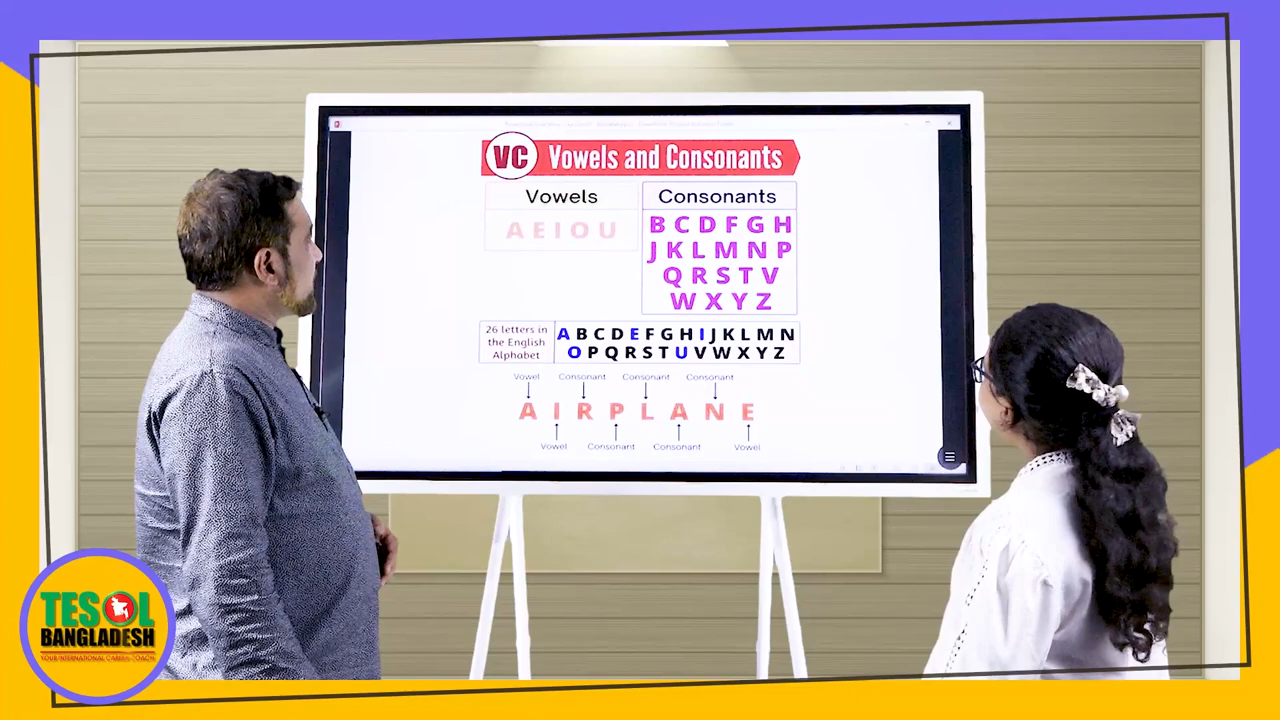 VC Vowels and Consonants
Vowels
A E I O U
Consonants
B C D F G H
J K L M N P
Q R S T V
W X Y Z
26 letters in
the English
Alphabet
A B C D E F G H I J K L M N
O P Q R S T U V W X Y Z
Vowel Consonant Consonant Consonant
A I R P L A N E
Vowel Consonant Consonant Vowel
TESOL
BANGLADESH
YOUR INTERNATIONAL CAREER COACH